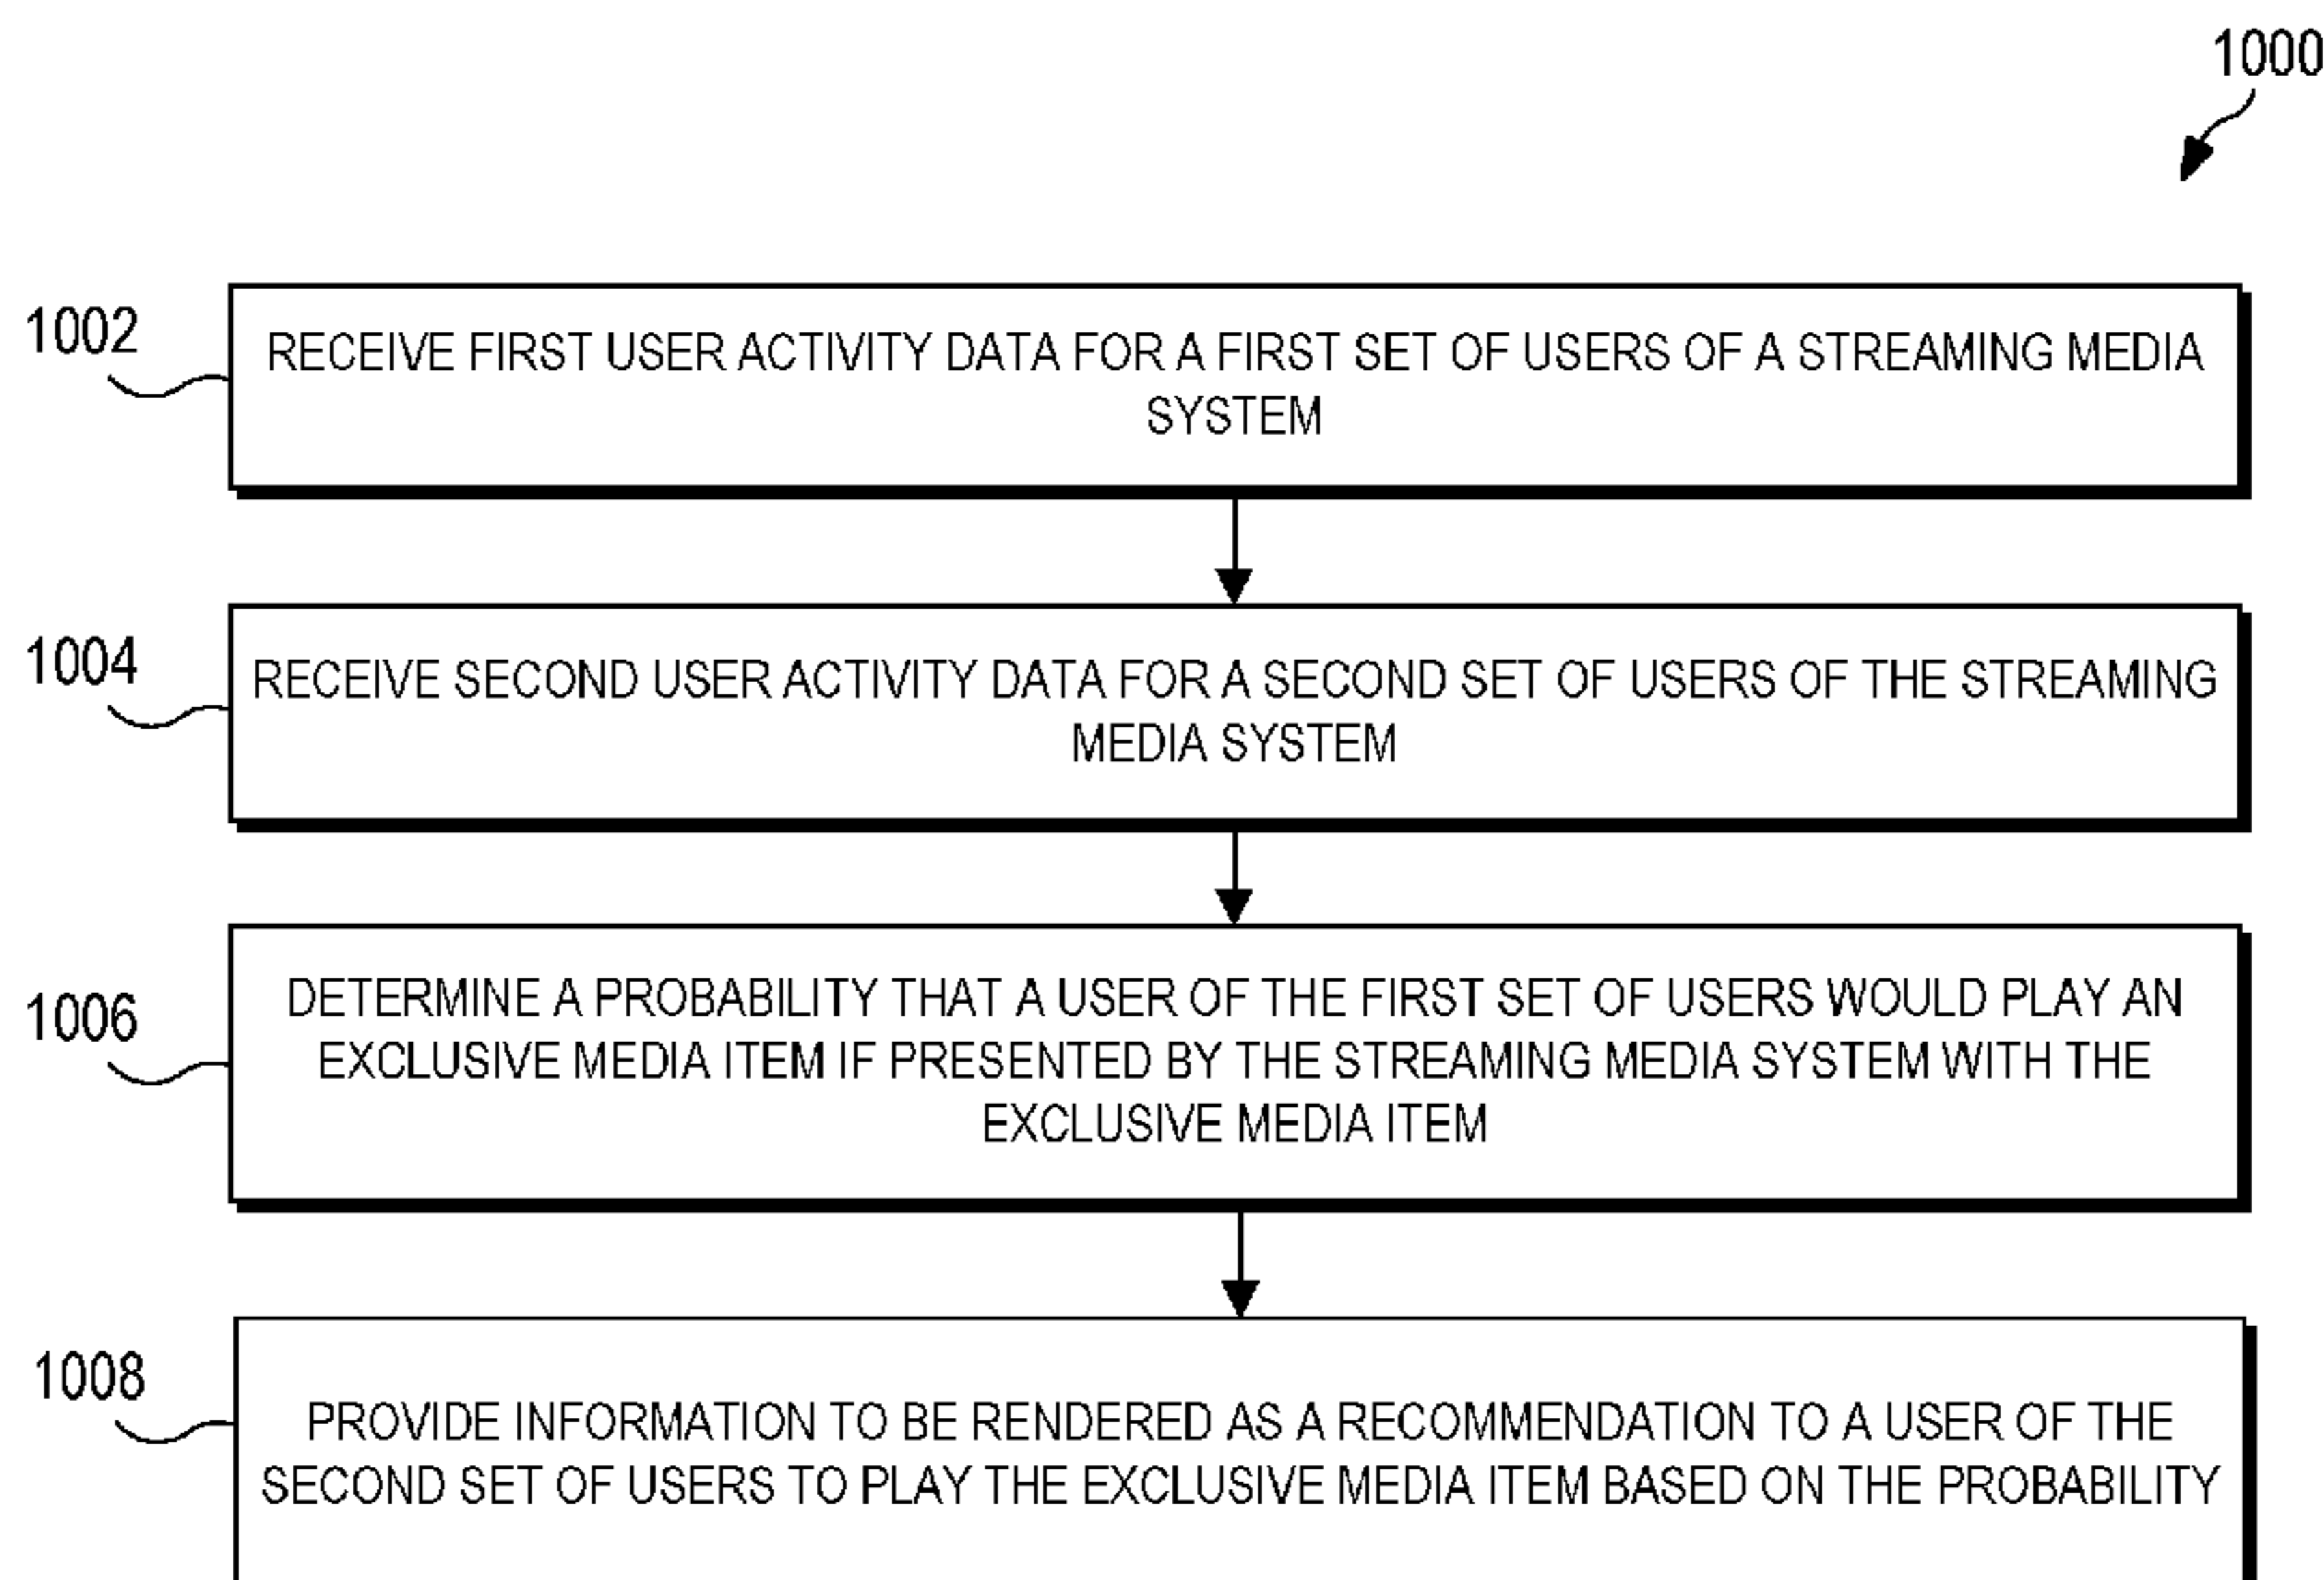 1000
1002
RECEIVE FIRST USER ACTIVITY DATA FOR A FIRST SET OF USERS OF A STREAMING MEDIA
SYSTEM
1004
RECEIVE SECOND USER ACTIVITY DATA FOR A SECOND SET OF USERS OF THE STREAMING
MEDIA SYSTEM
1006
DETERMINE A PROBABILITY THAT A USER OF THE FIRST SET OF USERS WOULD PLAY AN
EXCLUSIVE MEDIA ITEM IF PRESENTED BY THE STREAMING MEDIA SYSTEM WITH THE
EXCLUSIVE MEDIA ITEM
1008
PROVIDE INFORMATION TO BE RENDERED AS A RECOMMENDATION TO A USER OF THE
SECOND SET OF USERS TO PLAY THE EXCLUSIVE MEDIA ITEM BASED ON THE PROBABILITY